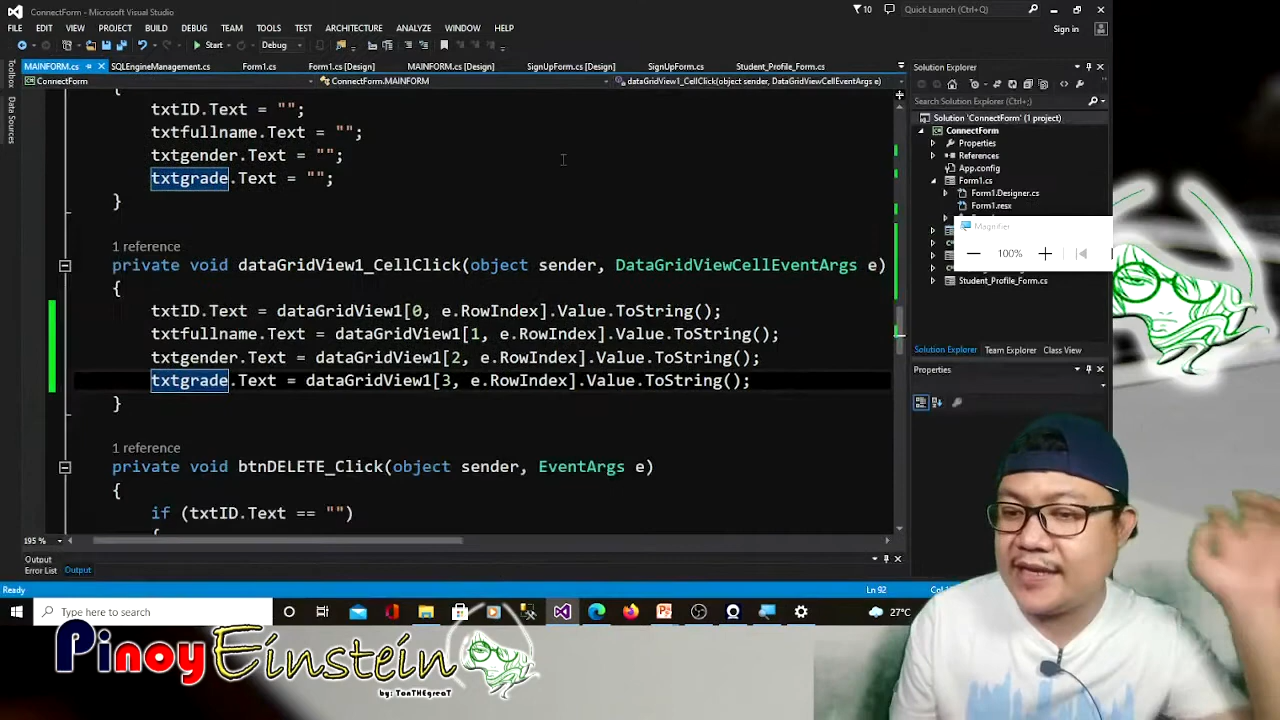 ConnectForm - Microsoft Visual Studio
10
Quick Launch (Ctrl+Q)
FILE EDIT VIEW PROJECT BUILD DEBUG TEAM TOOLS TEST ARCHITECTURE ANALYZE WINDOW HELP
Sign in
Start Debug
MAINFORM.cs SQLEngineManagement.cs Form1.cs Form1.cs [Design] MAINFORM.cs [Design] SignUpForm.cs [Design] SignUpForm.cs Student_Profile_Form.cs
ConnectForm ConnectForm.MAINFORM dataGridView1_CellClick(object sender, DataGridViewCellEventArgs e)
Toolbox
Data Sources
{
txtID.Text = "";
txtfullname.Text = "";
txtgender.Text = "";
txtgrade.Text = "";
}
1 reference
private void dataGridView1_CellClick(object sender, DataGridViewCellEventArgs e)
{
txtID.Text = dataGridView1[0, e.RowIndex].Value.ToString();
txtfullname.Text = dataGridView1[1, e.RowIndex].Value.ToString();
txtgender.Text = dataGridView1[2, e.RowIndex].Value.ToString();
txtgrade.Text = dataGridView1[3, e.RowIndex].Value.ToString();
}
1 reference
private void btnDELETE_Click(object sender, EventArgs e)
{
if (txtID.Text == "")
{
195 %
Output
Error List Output
Ready Ln 92
Solution Explorer
Search Solution Explorer (Ctrl+;)
Solution 'ConnectForm' (1 project)
ConnectForm
Properties
References
App.config
Form1.cs
Form1.Designer.cs
Form1.resx
Magnifier
100%
Student_Profile_Form.cs
Solution Explorer Team Explorer Class View
Properties
Type here to search
27°C
Pinoy Einstein
by: TonTHEgreaT